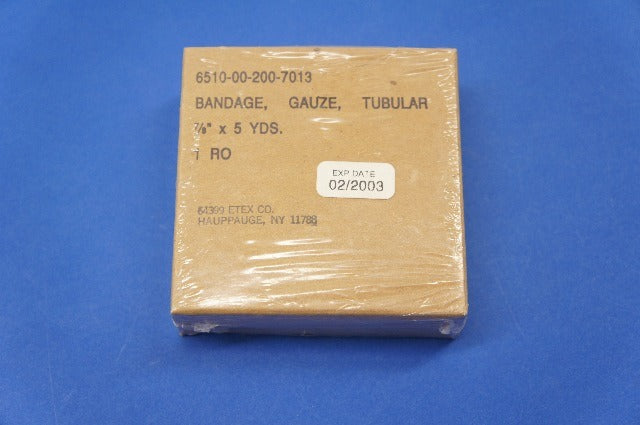 6510-00-200-7013
BANDAGE, GAUZE, TUBULAR
⅞" x 5 YDS.
1 RO
EXP. DATE
02/2003
64399 ETEX CO.
HAUPPAUGE, NY 11788